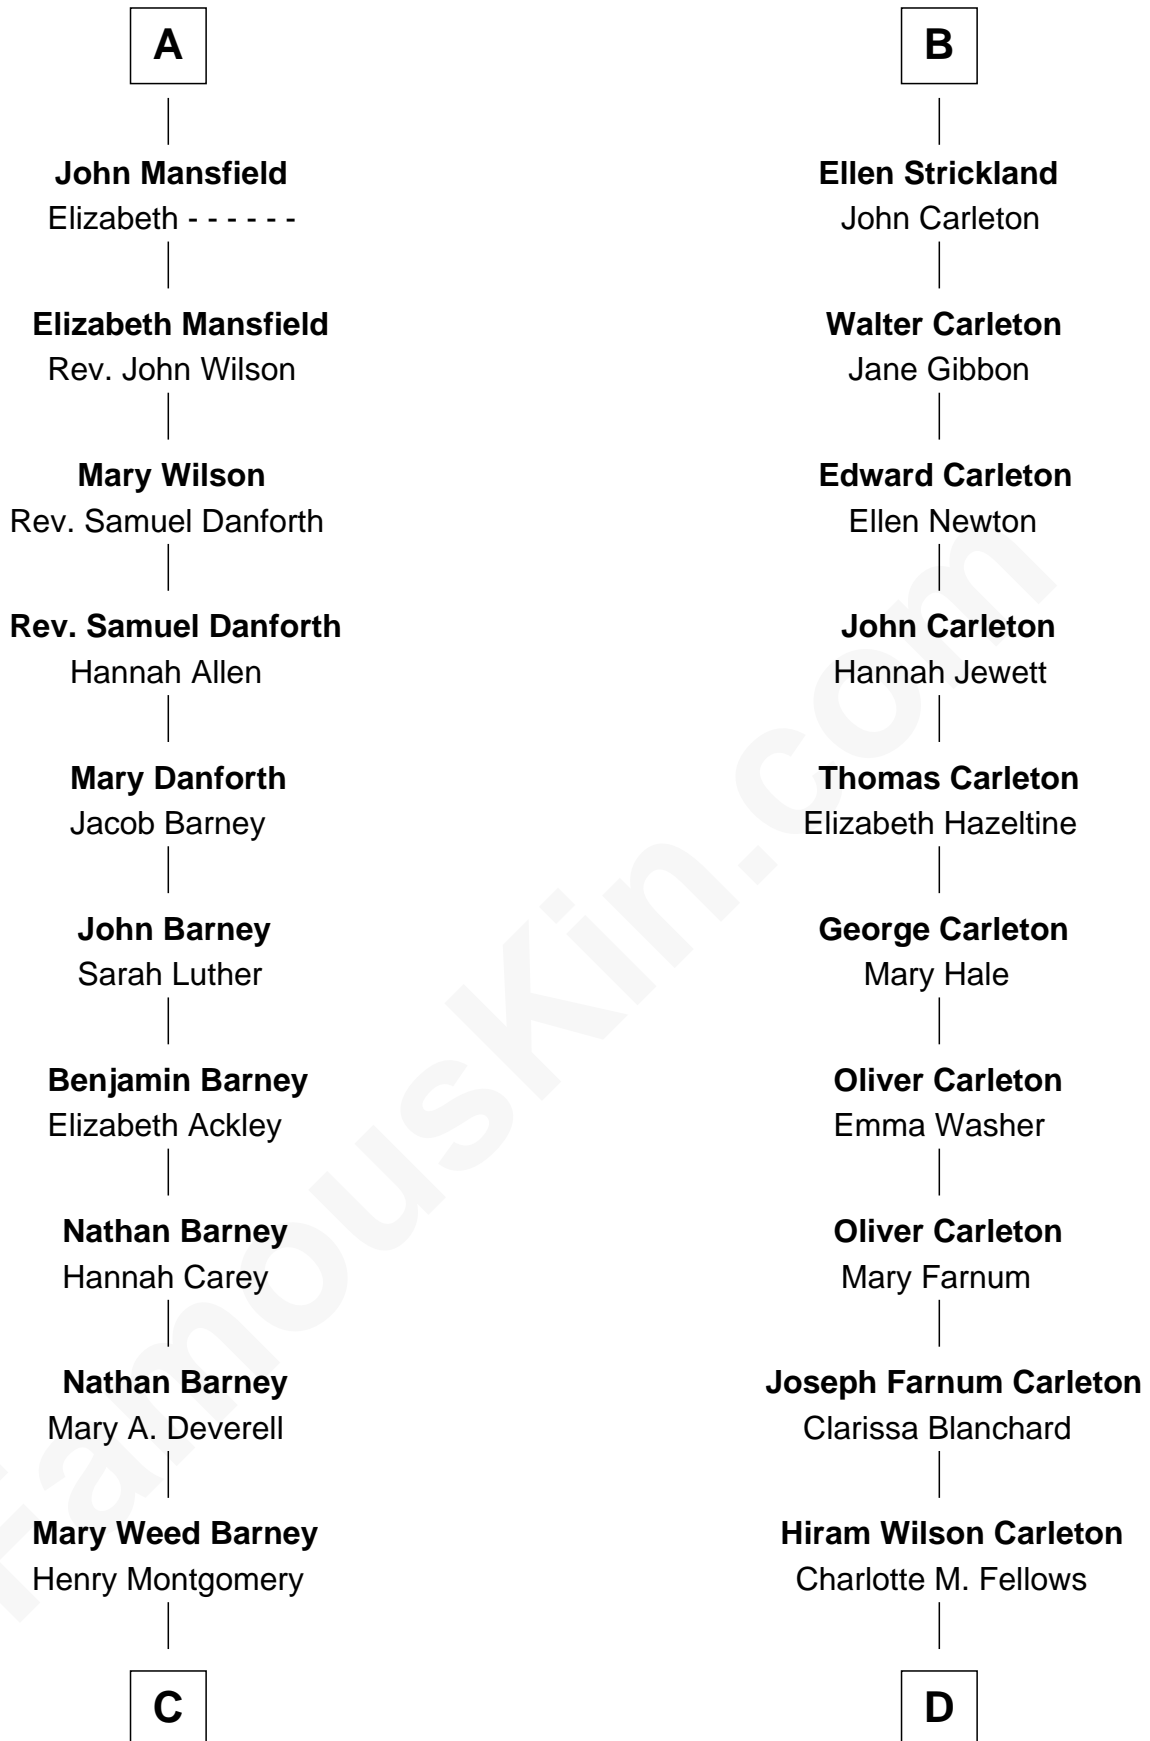 A
John Mansfield
Elizabeth - - - - - -
Elizabeth Mansfield
Rev. John Wilson
Mary Wilson
Rev. Samuel Danforth
Rev. Samuel Danforth
Hannah Allen
Mary Danforth
Jacob Barney
John Barney
Sarah Luther
Benjamin Barney
Elizabeth Ackley
Nathan Barney
Hannah Carey
Nathan Barney
Mary A. Deverell
Mary Weed Barney
Henry Montgomery
C
B
Ellen Strickland
John Carleton
Walter Carleton
Jane Gibbon
Edward Carleton
Ellen Newton
John Carleton
Hannah Jewett
Thomas Carleton
Elizabeth Hazeltine
George Carleton
Mary Hale
Oliver Carleton
Emma Washer
Oliver Carleton
Mary Farnum
Joseph Farnum Carleton
Clarissa Blanchard
Hiram Wilson Carleton
Charlotte M. Fellows
D
FamousKin.com